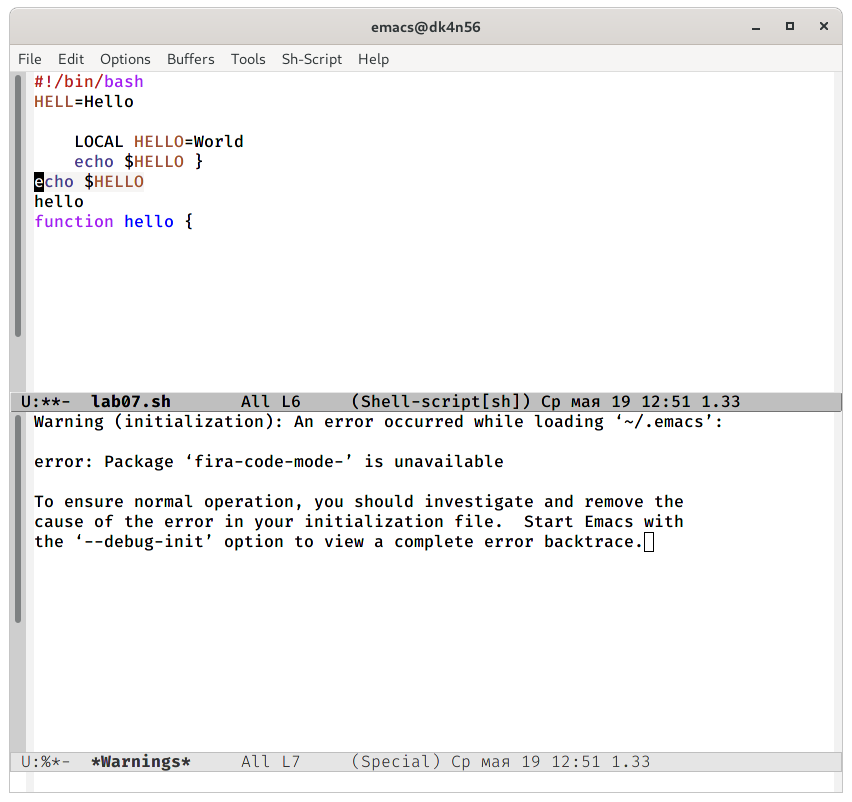 emacs@dk4n56
File Edit Options Buffers Tools Sh-Script Help
#!/bin/bash
HELL=Hello
    LOCAL HELLO=World
    echo $HELLO }
echo $HELLO
hello
function hello {
U:**-  lab07.sh       All L6     (Shell-script[sh]) Ср мая 19 12:51 1.33
Warning (initialization): An error occurred while loading ‘~/.emacs’:
error: Package ‘fira-code-mode-’ is unavailable
To ensure normal operation, you should investigate and remove the
cause of the error in your initialization file.  Start Emacs with
the ‘--debug-init’ option to view a complete error backtrace.
U:%*-  *Warnings*     All L7     (Special) Ср мая 19 12:51 1.33